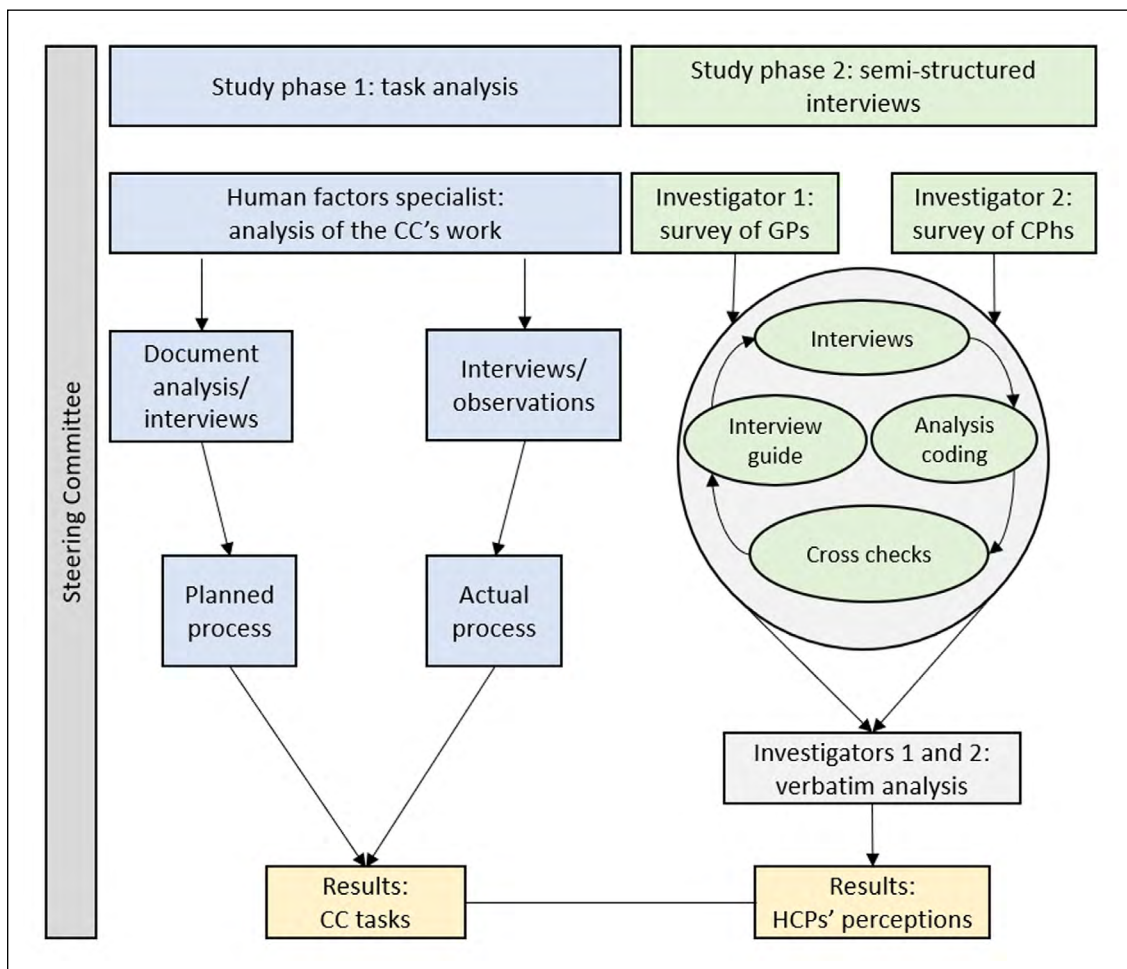 Steering Committee
Study phase 1: task analysis
Study phase 2: semi-structured
interviews
Human factors specialist:
analysis of the CC’s work
Investigator 1:
survey of GPs
Investigator 2:
survey of CPhs
Document
analysis/
interviews
Interviews/
observations
Interviews
Interview
guide
Analysis
coding
Cross checks
Planned
process
Actual
process
Investigators 1 and 2:
verbatim analysis
Results:
CC tasks
Results:
HCPs’ perceptions